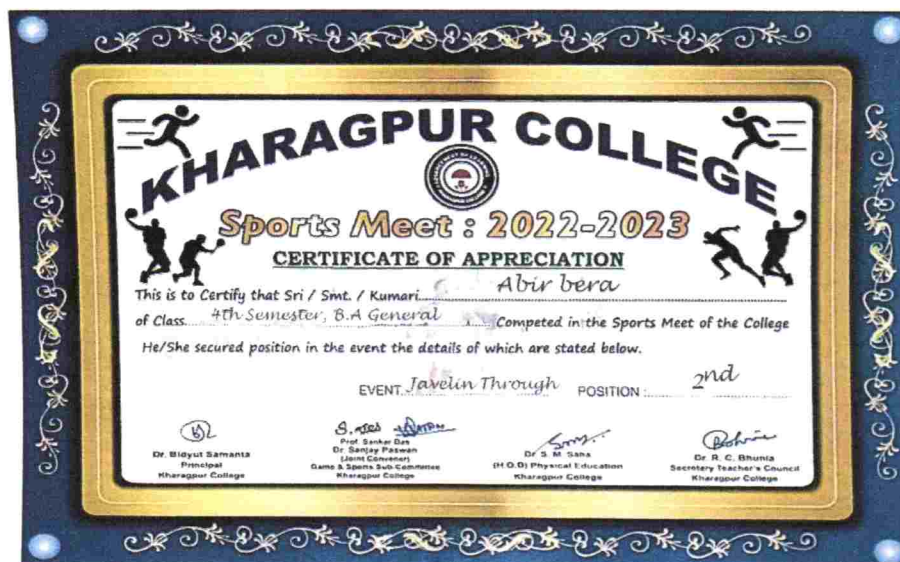 KHARAGPUR COLLEGE
Sports Meet : 2022-2023
CERTIFICATE OF APPRECIATION
This is to Certify that Sri / Smt. / Kumari Abir bera
of Class 4th Semester, B.A General Competed in the Sports Meet of the College
He/She secured position in the event the details of which are stated below.
EVENT Javelin Through POSITION : 2nd
Dr. Bidyut Samanta
Principal
Kharagpur College
Prof. Sankar Das
Dr. Sanjay Paswan
(Joint Convener)
Game & Sports Sub-Committee
Kharagpur College
Dr. S. M. Saha
(H.O.D) Physical Education
Kharagpur College
Dr. R. C. Bhunia
Secretary Teacher's Council
Kharagpur College